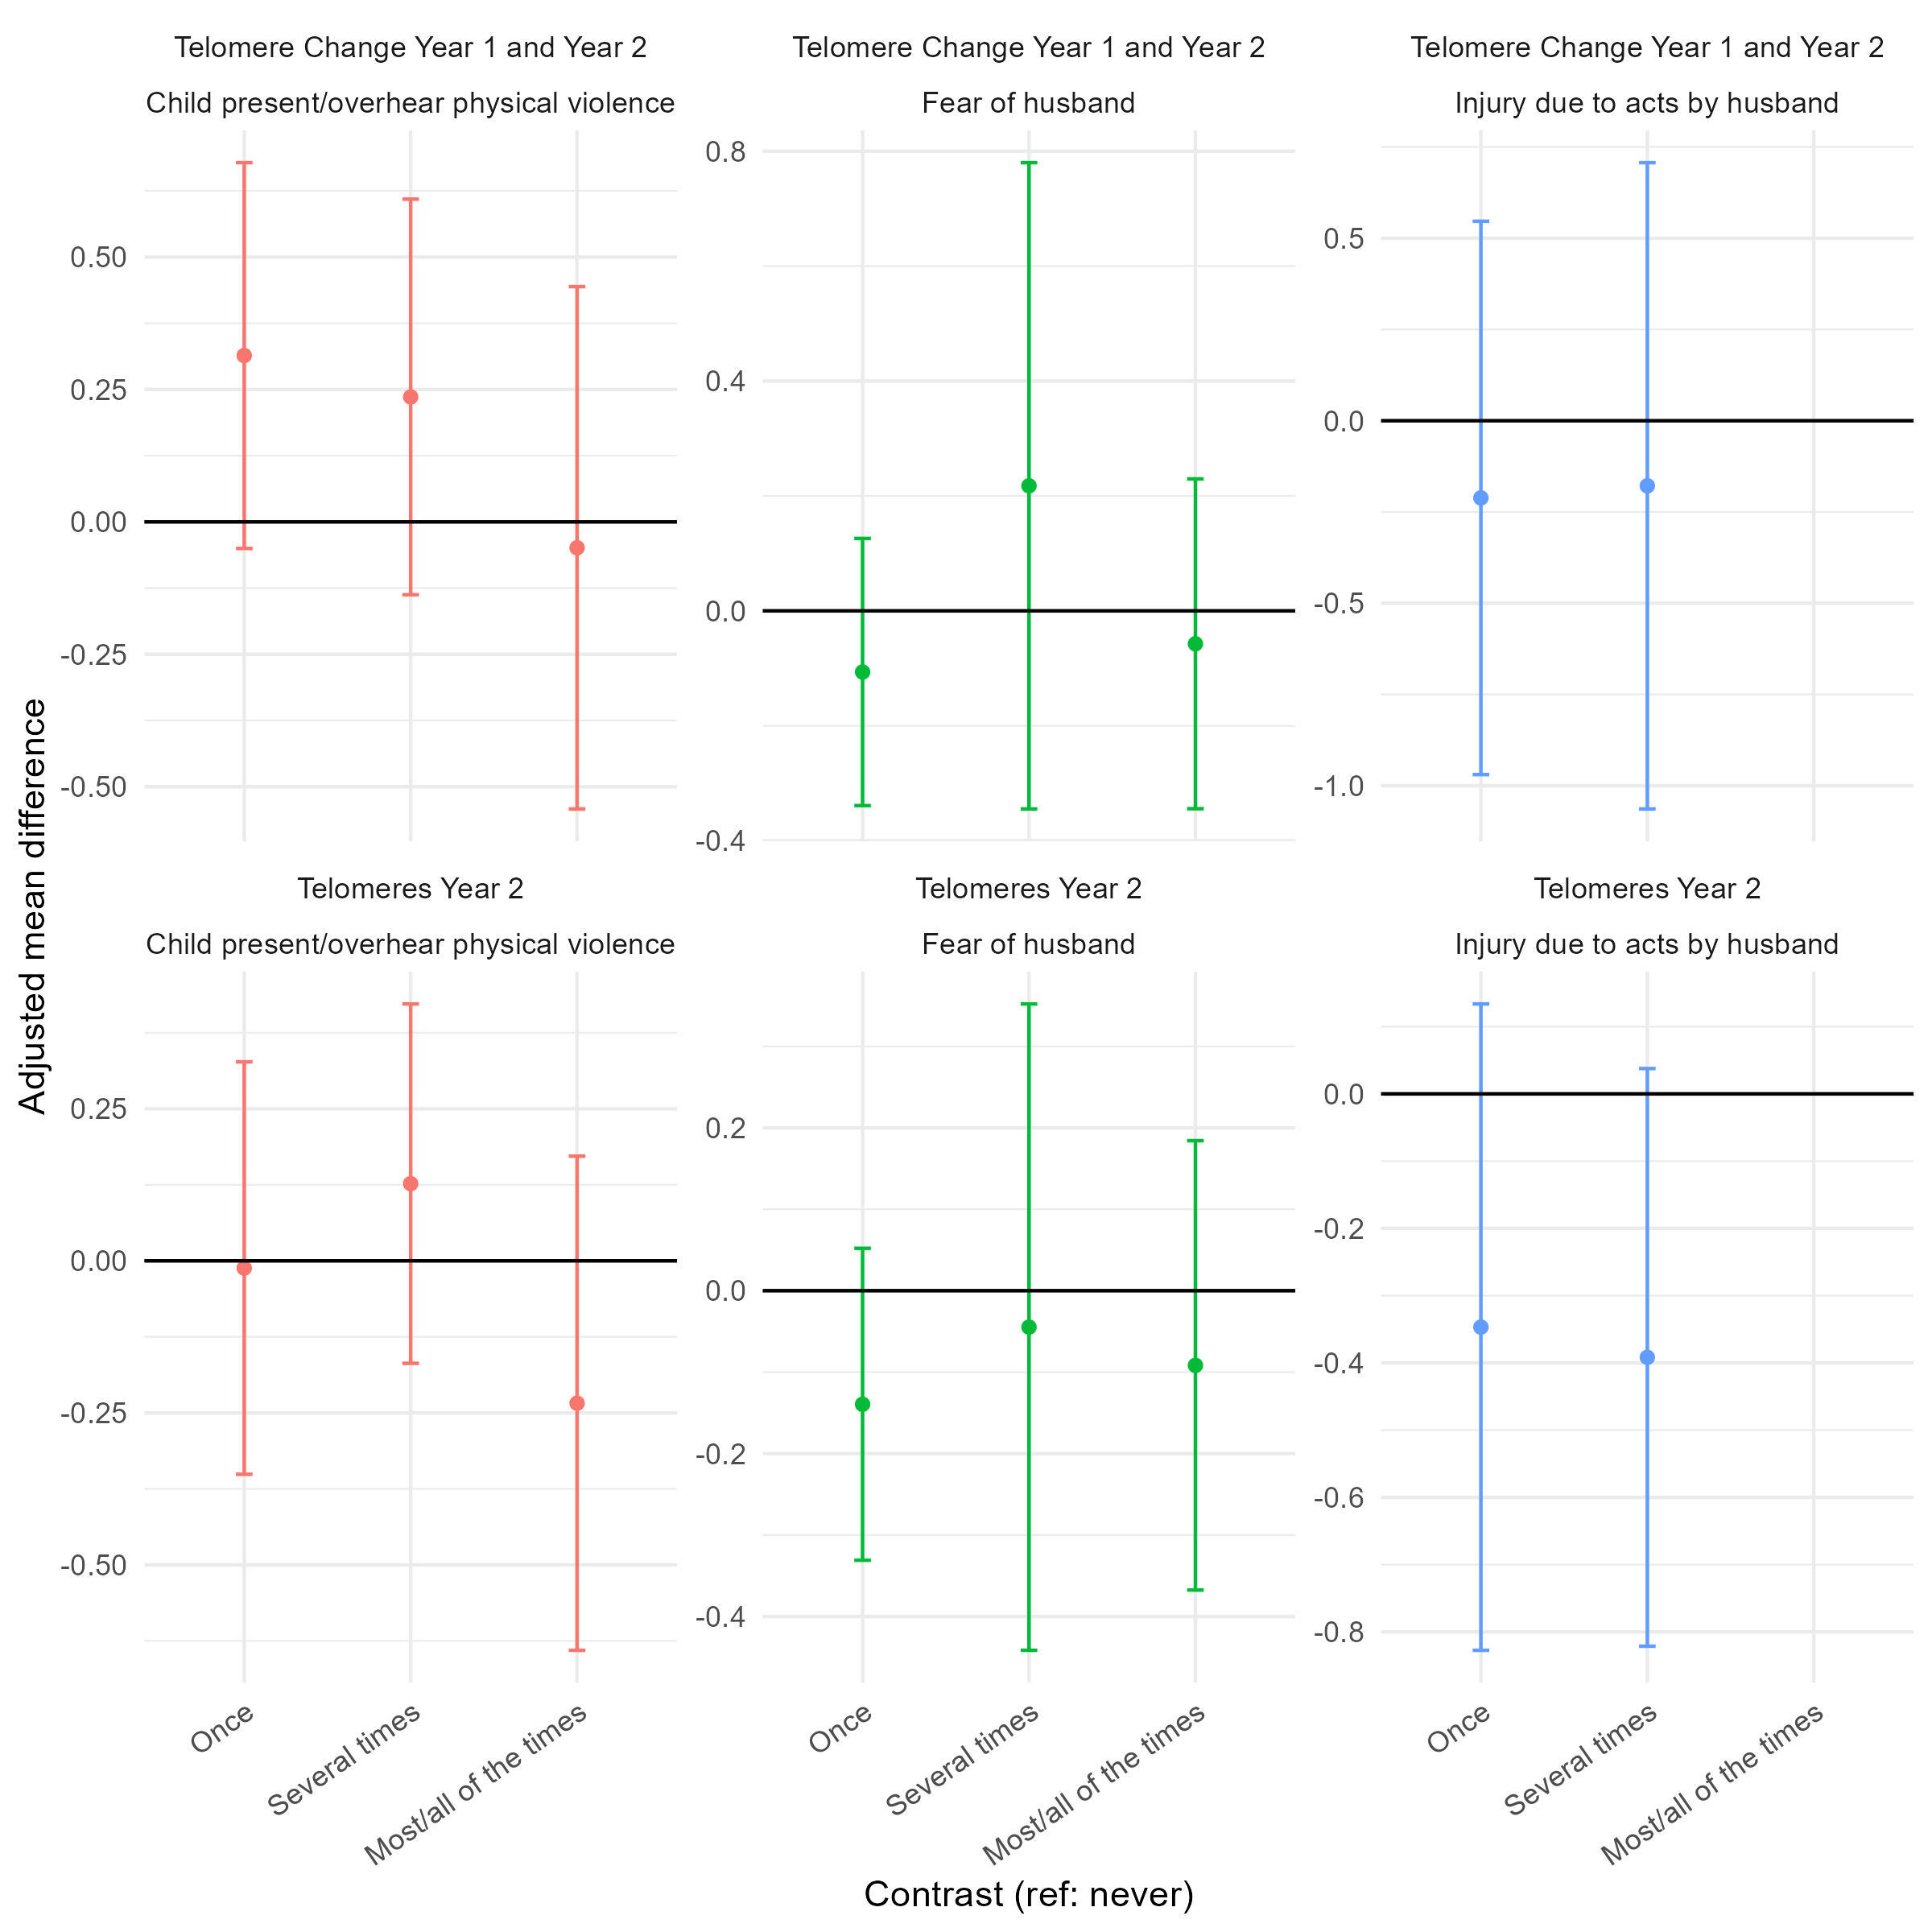 Telomere Change Year 1 and Year 2
Child present/overhear physical violence
0.50
0.25
0.00
-0.25
-0.50
Telomere Change Year 1 and Year 2
Fear of husband
0.8
0.4
0.0
-0.4
Telomere Change Year 1 and Year 2
Injury due to acts by husband
0.5
0.0
-0.5
-1.0
Adjusted mean difference
Telomeres Year 2
Child present/overhear physical violence
0.25
0.00
-0.25
-0.50
Once
Several times
Most/all of the times
Telomeres Year 2
Fear of husband
0.2
0.0
-0.2
-0.4
Once
Several times
Most/all of the times
Telomeres Year 2
Injury due to acts by husband
0.0
-0.2
-0.4
-0.6
-0.8
Once
Several times
Most/all of the times
Contrast (ref: never)